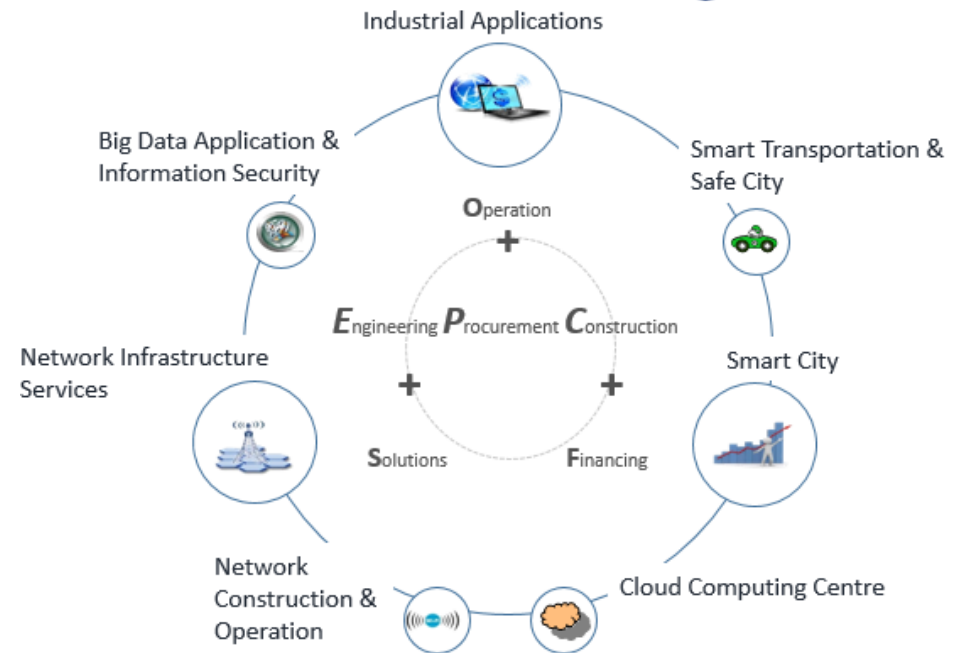 Industrial Applications
Big Data Application &
Information Security
Smart Transportation &
Safe City
Operation
Engineering Procurement Construction
Network Infrastructure
Services
Smart City
Solutions
Financing
Network
Construction &
Operation
Cloud Computing Centre